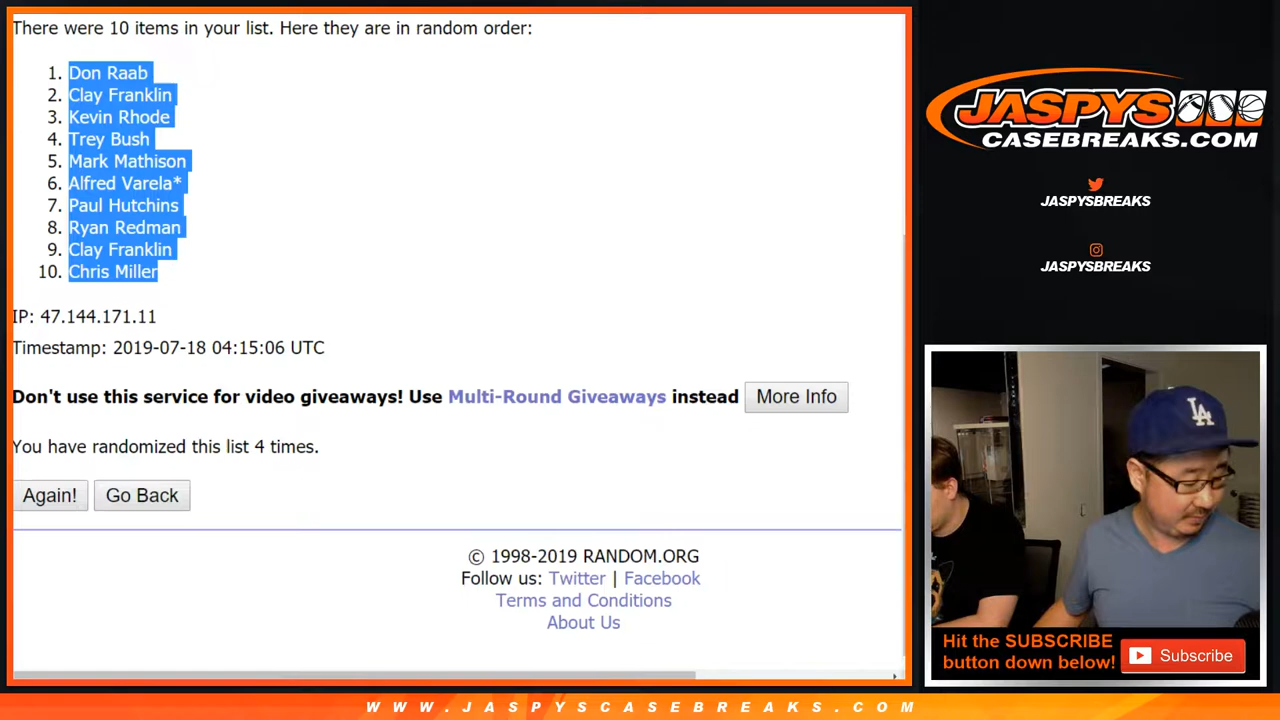 There were 10 items in your list. Here they are in random order:
1. Don Raab
2. Clay Franklin
3. Kevin Rhode
4. Trey Bush
5. Mark Mathison
6. Alfred Varela*
7. Paul Hutchins
8. Ryan Redman
9. Clay Franklin
10. Chris Miller
IP: 47.144.171.11
Timestamp: 2019-07-18 04:15:06 UTC
Don't use this service for video giveaways! Use Multi-Round Giveaways instead More Info
You have randomized this list 4 times.
Again! Go Back
© 1998-2019 RANDOM.ORG
Follow us: Twitter | Facebook
Terms and Conditions
About Us
JASPYS
CASEBREAKS.COM
JASPYSBREAKS
JASPYSBREAKS
LA
Hit the SUBSCRIBE
button down below!
Subscribe
WWW.JASPYSCASEBREAKS.COM